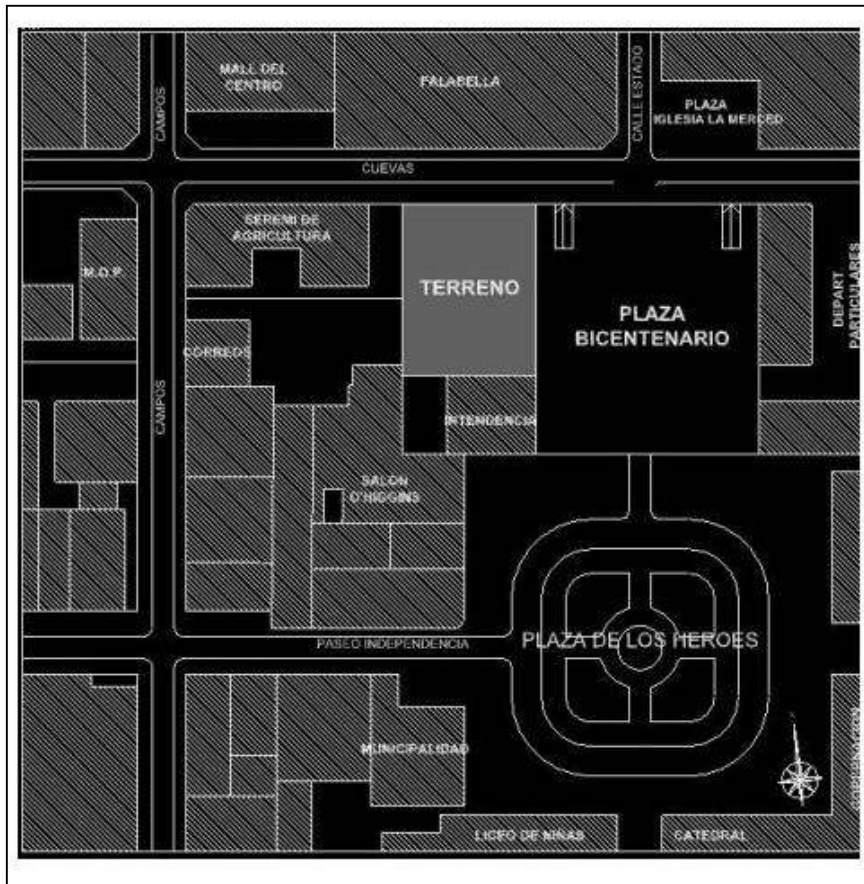 MALL DEL
CENTRO
FALABELLA
CALLE ESTADO
PLAZA
IGLESIA LA MERCED
CAMPOS
CUEVAS
SEREMI DE
AGRICULTURA
M.O.P.
TERRENO
PLAZA
BICENTENARIO
DEPART
PARTICULARES
CORREOS
CAMPOS
INTENDENCIA
SALON
O'HIGGINS
PASEO INDEPENDENCIA
PLAZA DE LOS HEROES
MUNICIPALIDAD
GOBERNACION
LICEO DE NIÑAS
CATEDRAL